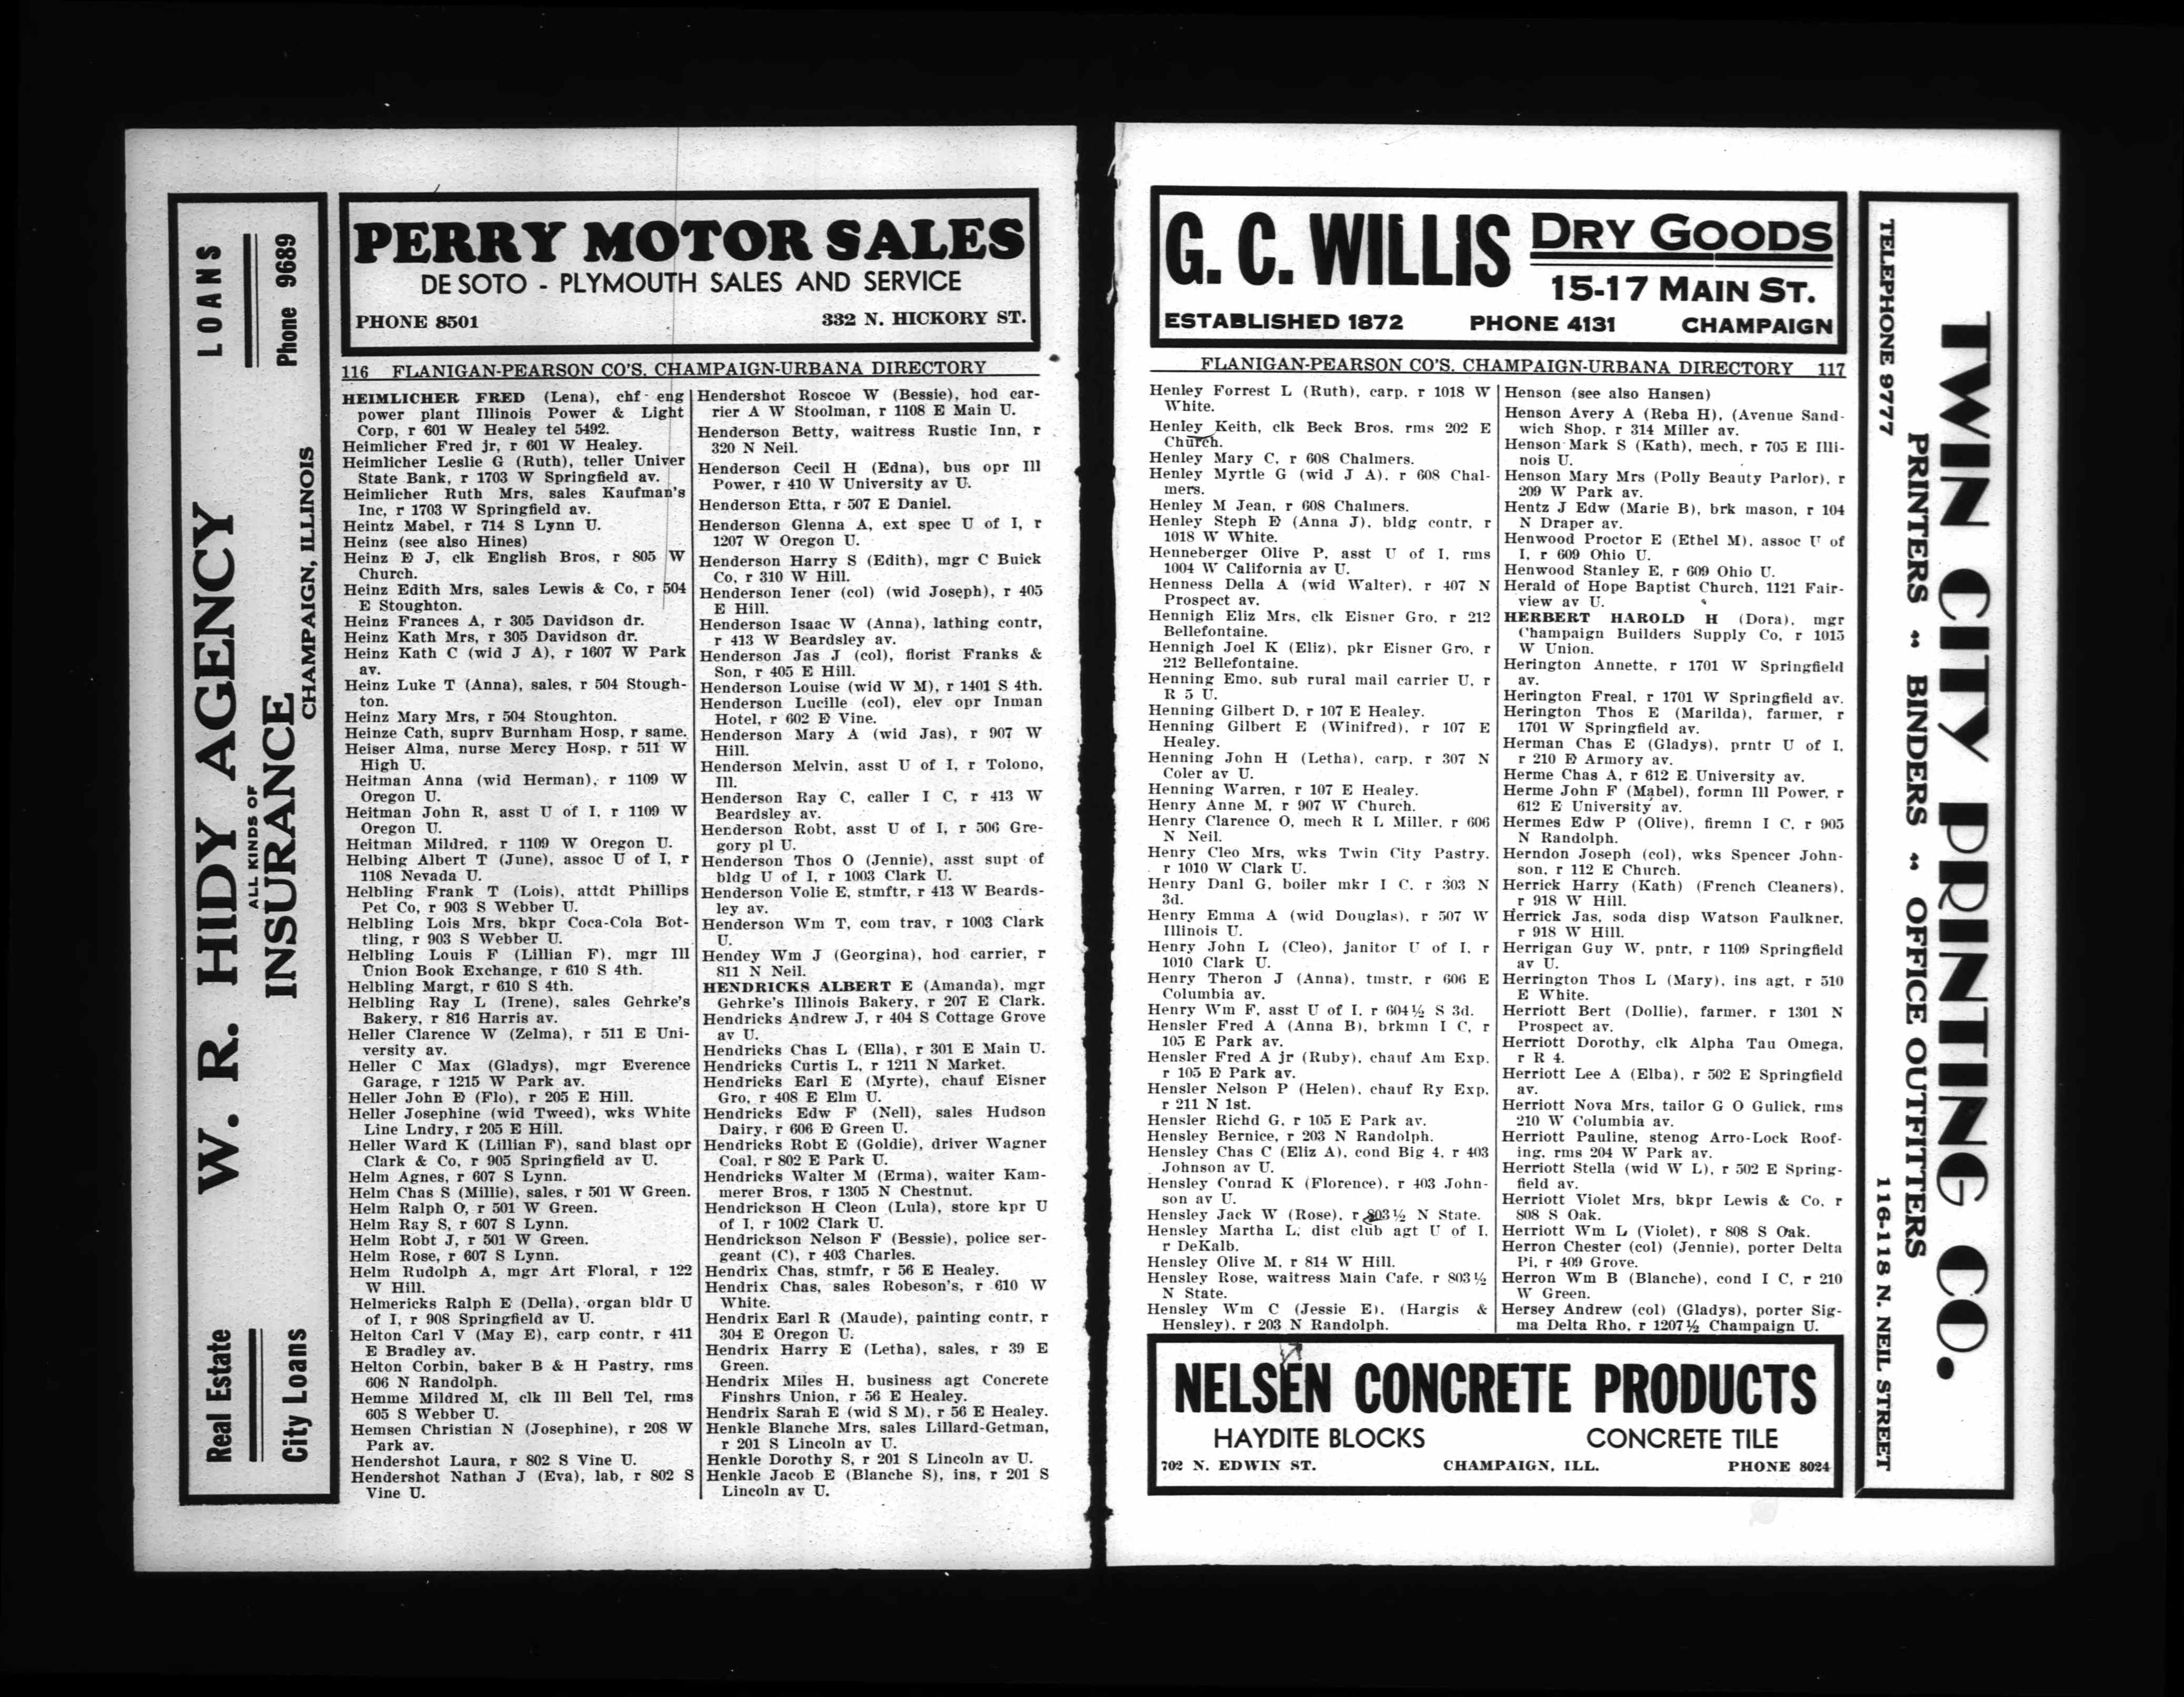 LOANS
Phone 9689
W. R. HIDY AGENCY
ALL KINDS OF
INSURANCE
CHAMPAIGN, ILLINOIS
Real Estate
City Loans
PERRY MOTOR SALES
DE SOTO - PLYMOUTH SALES AND SERVICE
PHONE 8501 332 N. HICKORY ST.
116 FLANIGAN-PEARSON CO'S. CHAMPAIGN-URBANA DIRECTORY
HEIMLICHER FRED (Lena), chf eng
power plant Illinois Power & Light
Corp, r 601 W Healey tel 5492.
Heimlicher Fred jr, r 601 W Healey.
Heimlicher Leslie G (Ruth), teller Univer
State Bank, r 1703 W Springfield av.
Heimlicher Ruth Mrs, sales Kaufman's
Inc, r 1703 W Springfield av.
Heintz Mabel, r 714 S Lynn U.
Heinz (see also Hines)
Heinz E J, clk English Bros, r 805 W
Church.
Heinz Edith Mrs, sales Lewis & Co, r 504
E Stoughton.
Heinz Frances A, r 305 Davidson dr.
Heinz Kath Mrs, r 305 Davidson dr.
Heinz Kath C (wid J A), r 1607 W Park
av.
Heinz Luke T (Anna), sales, r 504 Stough-
ton.
Heinz Mary Mrs, r 504 Stoughton.
Heinze Cath, suprv Burnham Hosp, r same.
Heiser Alma, nurse Mercy Hosp, r 511 W
High U.
Heitman Anna (wid Herman), r 1109 W
Oregon U.
Heitman John R, asst U of I, r 1109 W
Oregon U.
Heitman Mildred, r 1109 W Oregon U.
Helbing Albert T (June), assoc U of I, r
1108 Nevada U.
Helbling Frank T (Lois), attdt Phillips
Pet Co, r 903 S Webber U.
Helbling Lois Mrs, bkpr Coca-Cola Bot-
tling, r 903 S Webber U.
Helbling Louis F (Lillian F), mgr Ill
Union Book Exchange, r 610 S 4th.
Helbling Margt, r 610 S 4th.
Helbling Ray L (Irene), sales Gehrke's
Bakery, r 816 Harris av.
Heller Clarence W (Zelma), r 511 E Uni-
versity av.
Heller C Max (Gladys), mgr Everence
Garage, r 1215 W Park av.
Heller John E (Flo), r 205 E Hill.
Heller Josephine (wid Tweed), wks White
Line Lndry, r 205 E Hill.
Heller Ward K (Lillian F), sand blast opr
Clark & Co, r 905 Springfield av U.
Helm Agnes, r 607 S Lynn.
Helm Chas S (Millie), sales, r 501 W Green.
Helm Ralph O, r 501 W Green.
Helm Ray S, r 607 S Lynn.
Helm Robt J, r 501 W Green.
Helm Rose, r 607 S Lynn.
Helm Rudolph A, mgr Art Floral, r 122
W Hill.
Helmericks Ralph E (Della), organ bldr U
of I, r 908 Springfield av U.
Helton Carl V (May E), carp contr, r 411
E Bradley av.
Helton Corbin, baker B & H Pastry, rms
606 N Randolph.
Hemme Mildred M, clk Ill Bell Tel, rms
605 S Webber U.
Hemsen Christian N (Josephine), r 208 W
Park av.
Hendershot Laura, r 802 S Vine U.
Hendershot Nathan J (Eva), lab, r 802 S
Vine U.
Hendershot Roscoe W (Bessie), hod car-
rier A W Stoolman, r 1108 E Main U.
Henderson Betty, waitress Rustic Inn, r
320 N Neil.
Henderson Cecil H (Edna), bus opr Ill
Power, r 410 W University av U.
Henderson Etta, r 507 E Daniel.
Henderson Glenna A, ext spec U of I, r
1207 W Oregon U.
Henderson Harry S (Edith), mgr C Buick
Co, r 310 W Hill.
Henderson Iener (col) (wid Joseph), r 405
E Hill.
Henderson Isaac W (Anna), lathing contr,
r 413 W Beardsley av.
Henderson Jas J (col), florist Franks &
Son, r 405 E Hill.
Henderson Louise (wid W M), r 1401 S 4th.
Henderson Lucille (col), elev opr Inman
Hotel, r 602 E Vine.
Henderson Mary A (wid Jas), r 907 W
Hill.
Henderson Melvin, asst U of I, r Tolono,
Ill.
Henderson Ray C, caller I C, r 413 W
Beardsley av.
Henderson Robt, asst U of I, r 506 Gre-
gory pl U.
Henderson Thos O (Jennie), asst supt of
bldg U of I, r 1003 Clark U.
Henderson Volie E, stmftr, r 413 W Beards-
ley av.
Henderson Wm T, com trav, r 1003 Clark
U.
Hendey Wm J (Georgina), hod carrier, r
811 N Neil.
HENDRICKS ALBERT E (Amanda), mgr
Gehrke's Illinois Bakery, r 207 E Clark.
Hendricks Andrew J, r 404 S Cottage Grove
av U.
Hendricks Chas L (Ella), r 301 E Main U.
Hendricks Curtis L, r 1211 N Market.
Hendricks Earl E (Myrte), chauf Eisner
Gro, r 408 E Elm U.
Hendricks Edw F (Nell), sales Hudson
Dairy, r 606 E Green U.
Hendricks Robt E (Goldie), driver Wagner
Coal, r 802 E Park U.
Hendricks Walter M (Erma), waiter Kam-
merer Bros, r 1305 N Chestnut.
Hendrickson H Cleon (Lula), store kpr U
of I, r 1002 Clark U.
Hendrickson Nelson F (Bessie), police ser-
geant (C), r 403 Charles.
Hendrix Chas, stmfr, r 56 E Healey.
Hendrix Chas, sales Robeson's, r 610 W
White.
Hendrix Earl R (Maude), painting contr, r
304 E Oregon U.
Hendrix Harry E (Letha), sales, r 39 E
Green.
Hendrix Miles H, business agt Concrete
Finshrs Union, r 56 E Healey.
Hendrix Sarah E (wid S M), r 56 E Healey.
Henkle Blanche Mrs, sales Lillard-Getman,
r 201 S Lincoln av U.
Henkle Dorothy S, r 201 S Lincoln av U.
Henkle Jacob E (Blanche S), ins, r 201 S
Lincoln av U.
G. C. WILLIS DRY GOODS
15-17 MAIN ST.
ESTABLISHED 1872 PHONE 4131 CHAMPAIGN
FLANIGAN-PEARSON CO'S. CHAMPAIGN-URBANA DIRECTORY 117
Henley Forrest L (Ruth), carp, r 1018 W
White.
Henley Keith, clk Beck Bros, rms 202 E
Church.
Henley Mary C, r 608 Chalmers.
Henley Myrtle G (wid J A), r 608 Chal-
mers.
Henley M Jean, r 608 Chalmers.
Henley Steph E (Anna J), bldg contr, r
1018 W White.
Henneberger Olive P, asst U of I, rms
1004 W California av U.
Henness Della A (wid Walter), r 407 N
Prospect av.
Hennigh Eliz Mrs, clk Eisner Gro, r 212
Bellefontaine.
Hennigh Joel K (Eliz), pkr Eisner Gro, r
212 Bellefontaine.
Henning Emo, sub rural mail carrier U, r
R 5 U.
Henning Gilbert D, r 107 E Healey.
Henning Gilbert E (Winifred), r 107 E
Healey.
Henning John H (Letha), carp, r 307 N
Coler av U.
Henning Warren, r 107 E Healey.
Henry Anne M, r 907 W Church.
Henry Clarence O, mech R L Miller, r 606
N Neil.
Henry Cleo Mrs, wks Twin City Pastry,
r 1010 W Clark U.
Henry Danl G, boiler mkr I C, r 303 N
3d.
Henry Emma A (wid Douglas), r 507 W
Illinois U.
Henry John L (Cleo), janitor U of I, r
1010 Clark U.
Henry Theron J (Anna), tmstr, r 606 E
Columbia av.
Henry Wm F, asst U of I, r 604½ S 3d.
Hensler Fred A (Anna B), brkmn I C, r
105 E Park av.
Hensler Fred A jr (Ruby), chauf Am Exp,
r 105 E Park av.
Hensler Nelson P (Helen), chauf Ry Exp,
r 211 N 1st.
Hensler Richd G, r 105 E Park av.
Hensley Bernice, r 203 N Randolph.
Hensley Chas C (Eliz A), cond Big 4, r 403
Johnson av U.
Hensley Conrad K (Florence), r 403 John-
son av U.
Hensley Jack W (Rose), r 803½ N State.
Hensley Martha L, dist club agt U of I,
r DeKalb.
Hensley Olive M, r 814 W Hill.
Hensley Rose, waitress Main Cafe, r 803½
N State.
Hensley Wm C (Jessie E), (Hargis &
Hensley), r 203 N Randolph.
Henson (see also Hansen)
Henson Avery A (Reba H), (Avenue Sand-
wich Shop, r 314 Miller av.
Henson Mark S (Kath), mech, r 705 E Illi-
nois U.
Henson Mary Mrs (Polly Beauty Parlor), r
209 W Park av.
Hentz J Edw (Marie B), brk mason, r 104
N Draper av.
Henwood Proctor E (Ethel M), assoc U of
I, r 609 Ohio U.
Henwood Stanley E, r 609 Ohio U.
Herald of Hope Baptist Church, 1121 Fair-
view av U.
HERBERT HAROLD H (Dora), mgr
Champaign Builders Supply Co, r 1015
W Union.
Herington Annette, r 1701 W Springfield
av.
Herington Freal, r 1701 W Springfield av.
Herington Thos E (Marilda), farmer, r
1701 W Springfield av.
Herman Chas E (Gladys), prntr U of I,
r 210 E Armory av.
Herme Chas A, r 612 E University av.
Herme John F (Mabel), formn Ill Power, r
612 E University av.
Hermes Edw P (Olive), firemn I C, r 905
N Randolph.
Herndon Joseph (col), wks Spencer John-
son, r 112 E Church.
Herrick Harry (Kath) (French Cleaners),
r 918 W Hill.
Herrick Jas, soda disp Watson Faulkner,
r 918 W Hill.
Herrigan Guy W, pntr, r 1109 Springfield
av U.
Herrington Thos L (Mary), ins agt, r 510
E White.
Herriott Bert (Dollie), farmer, r 1301 N
Prospect av.
Herriott Dorothy, clk Alpha Tau Omega,
r R 4.
Herriott Lee A (Elba), r 502 E Springfield
av.
Herriott Nova Mrs, tailor G O Gulick, rms
210 W Columbia av.
Herriott Pauline, stenog Arro-Lock Roof-
ing, rms 204 W Park av.
Herriott Stella (wid W L), r 502 E Spring-
field av.
Herriott Violet Mrs, bkpr Lewis & Co, r
808 S Oak.
Herriott Wm L (Violet), r 808 S Oak.
Herron Chester (col) (Jennie), porter Delta
Pi, r 409 Grove.
Herron Wm B (Blanche), cond I C, r 210
W Green.
Hersey Andrew (col) (Gladys), porter Sig-
ma Delta Rho, r 1207½ Champaign U.
NELSEN CONCRETE PRODUCTS
HAYDITE BLOCKS CONCRETE TILE
702 N. EDWIN ST. CHAMPAIGN, ILL. PHONE 8024
TWIN CITY PRINTING CO.
PRINTERS " BINDERS " OFFICE OUTFITTERS
TELEPHONE 9777 116-118 N. NEIL STREET